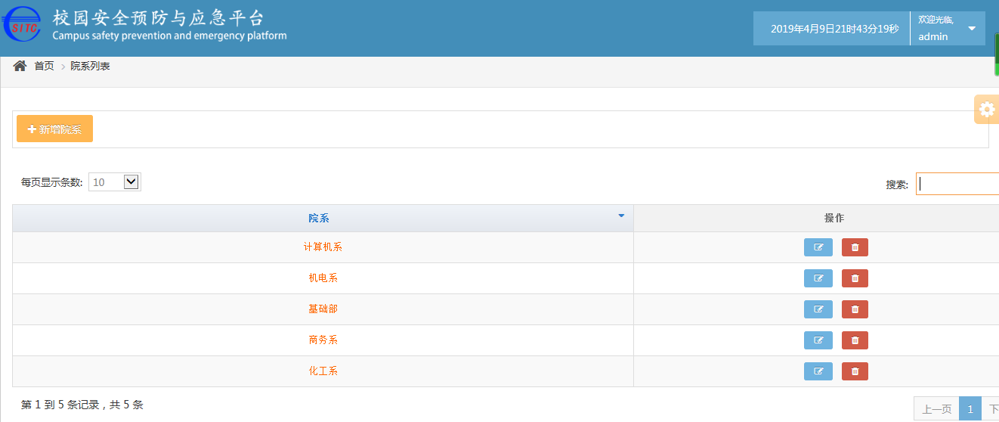 SITC
校园安全预防与应急平台
Campus safety prevention and emergency platform
2019年4月9日21时43分19秒
欢迎光临,
admin
首页 > 院系列表
新增院系
每页显示条数: 10
搜索:
院系 操作
计算机系
机电系
基础部
商务系
化工系
第 1 到 5 条记录，共 5 条
上一页 1 下